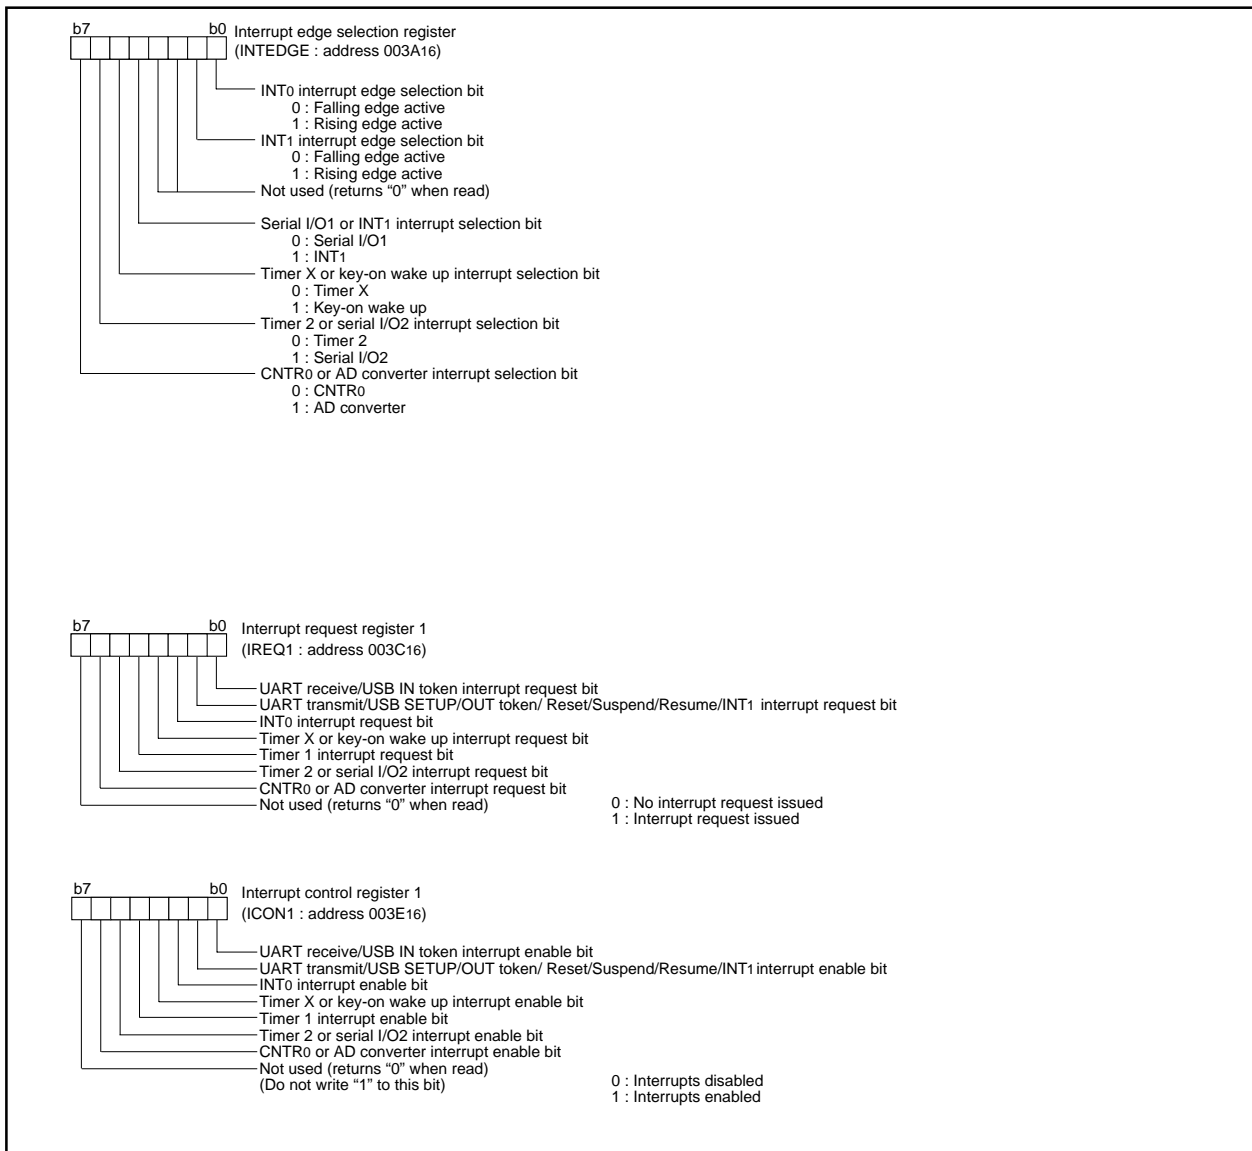 b7 b0 Interrupt edge selection register
(INTEDGE : address 003A16)
INT0 interrupt edge selection bit
0 : Falling edge active
1 : Rising edge active
INT1 interrupt edge selection bit
0 : Falling edge active
1 : Rising edge active
Not used (returns “0” when read)
Serial I/O1 or INT1 interrupt selection bit
0 : Serial I/O1
1 : INT1
Timer X or key-on wake up interrupt selection bit
0 : Timer X
1 : Key-on wake up
Timer 2 or serial I/O2 interrupt selection bit
0 : Timer 2
1 : Serial I/O2
CNTR0 or AD converter interrupt selection bit
0 : CNTR0
1 : AD converter
b7 b0 Interrupt request register 1
(IREQ1 : address 003C16)
UART receive/USB IN token interrupt request bit
UART transmit/USB SETUP/OUT token/ Reset/Suspend/Resume/INT1 interrupt request bit
INT0 interrupt request bit
Timer X or key-on wake up interrupt request bit
Timer 1 interrupt request bit
Timer 2 or serial I/O2 interrupt request bit
CNTR0 or AD converter interrupt request bit
Not used (returns “0” when read)
0 : No interrupt request issued
1 : Interrupt request issued
b7 b0 Interrupt control register 1
(ICON1 : address 003E16)
UART receive/USB IN token interrupt enable bit
UART transmit/USB SETUP/OUT token/ Reset/Suspend/Resume/INT1 interrupt enable bit
INT0 interrupt enable bit
Timer X or key-on wake up interrupt enable bit
Timer 1 interrupt enable bit
Timer 2 or serial I/O2 interrupt enable bit
CNTR0 or AD converter interrupt enable bit
Not used (returns “0” when read)
(Do not write “1” to this bit)
0 : Interrupts disabled
1 : Interrupts enabled